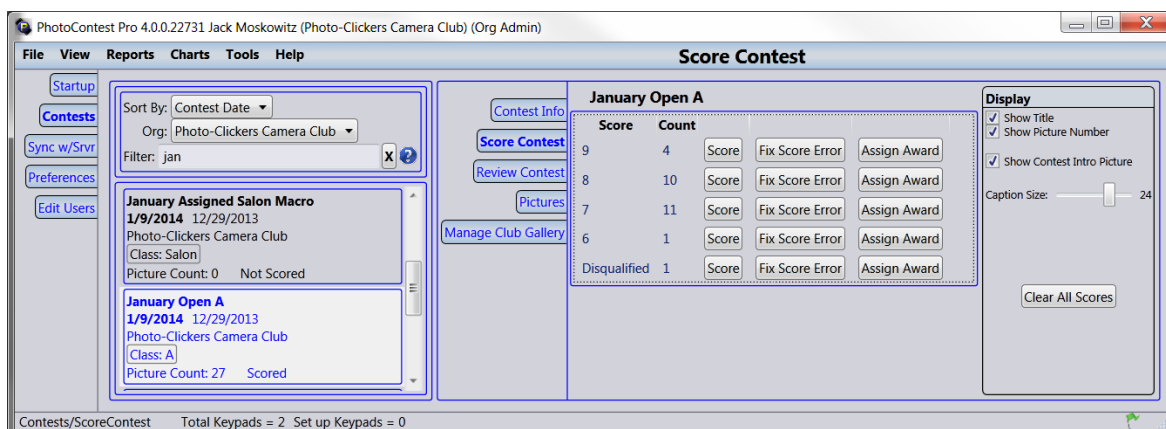 PhotoContest Pro 4.0.0.22731 Jack Moskowitz (Photo-Clickers Camera Club) (Org Admin)
File View Reports Charts Tools Help
Score Contest
Startup
Contests
Sync w/Srvr
Preferences
Edit Users
Sort By: Contest Date
Org: Photo-Clickers Camera Club
Filter: jan X ?
January Assigned Salon Macro
1/9/2014 12/29/2013
Photo-Clickers Camera Club
Class: Salon
Picture Count: 0 Not Scored
January Open A
1/9/2014 12/29/2013
Photo-Clickers Camera Club
Class: A
Picture Count: 27 Scored
Contest Info
Score Contest
Review Contest
Pictures
Manage Club Gallery
January Open A
Score Count
9 4 Score Fix Score Error Assign Award
8 10 Score Fix Score Error Assign Award
7 11 Score Fix Score Error Assign Award
6 1 Score Fix Score Error Assign Award
Disqualified 1 Score Fix Score Error Assign Award
Display
Show Title
Show Picture Number
Show Contest Intro Picture
Caption Size: 24
Clear All Scores
Contests/ScoreContest Total Keypads = 2 Set up Keypads = 0